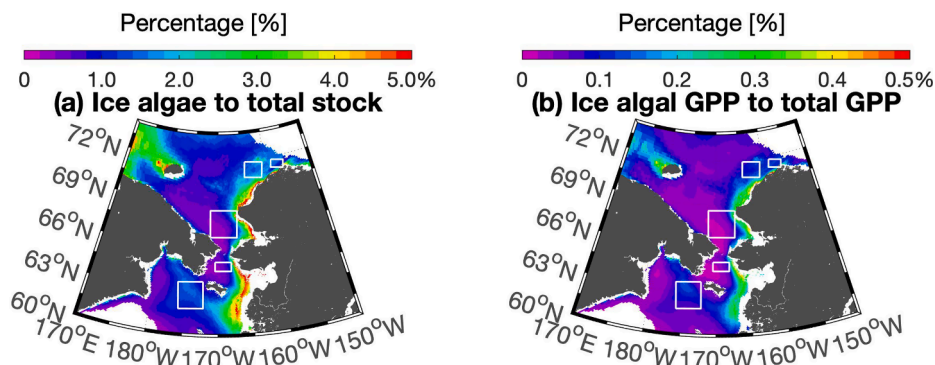 Percentage [%]
0 1.0 2.0 3.0 4.0 5.0%
(a) Ice algae to total stock
72°N
69°N
66°N
63°N
60°N
170°E 180°W 170°W 160°W 150°W
Percentage [%]
0 0.1 0.2 0.3 0.4 0.5%
(b) Ice algal GPP to total GPP
72°N
69°N
66°N
63°N
60°N
170°E 180°W 170°W 160°W 150°W